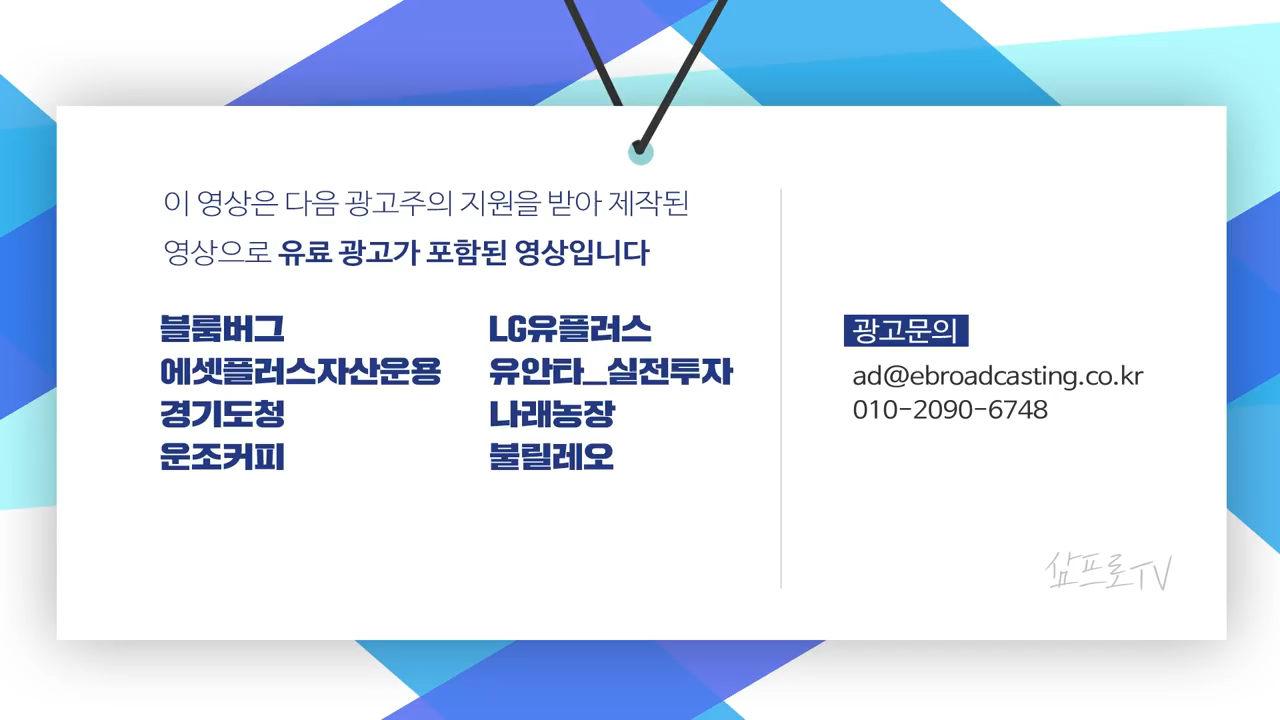 이 영상은 다음 광고주의 지원을 받아 제작된
영상으로 유료 광고가 포함된 영상입니다
블룸버그
에셋플러스자산운용
경기도청
운조커피
LG유플러스
유안타_실전투자
나래농장
불릴레오
광고문의
ad@ebroadcasting.co.kr
010-2090-6748
삼프로TV